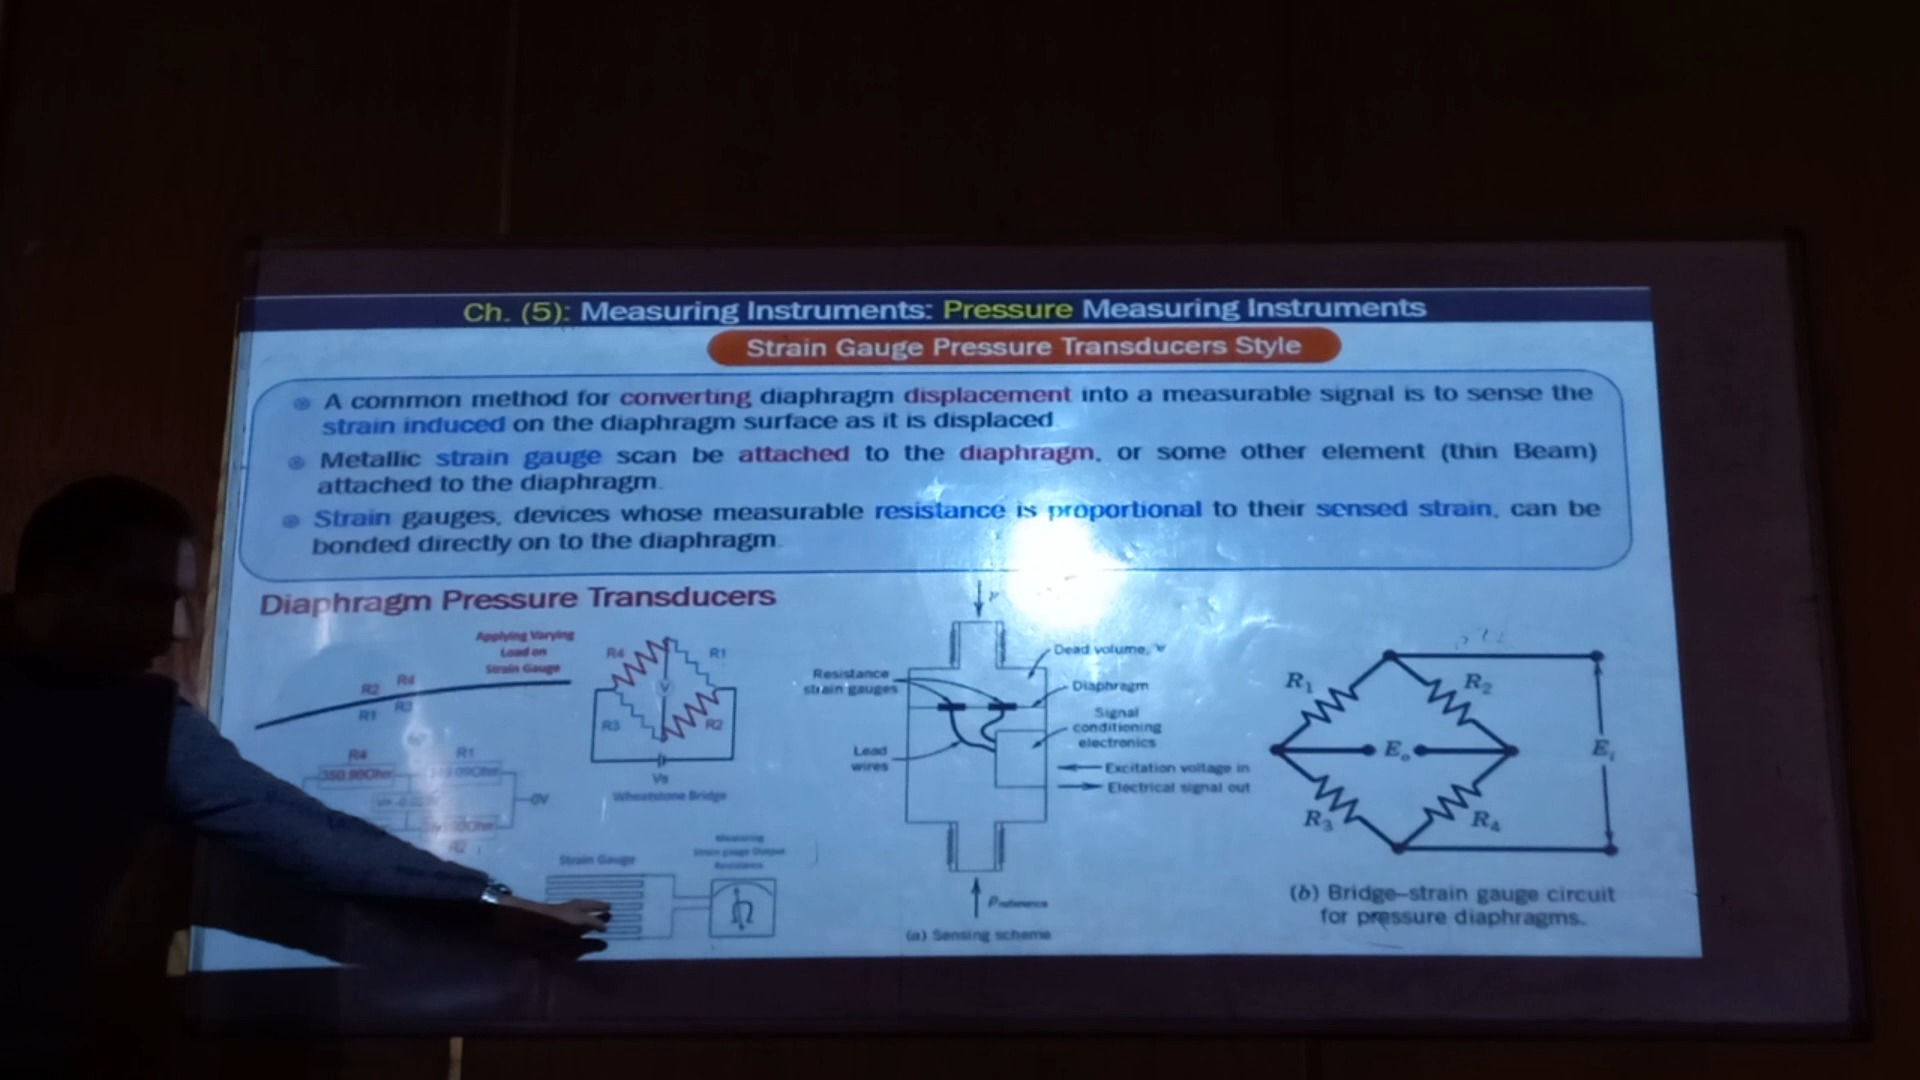 Ch. (5): Measuring Instruments: Pressure Measuring Instruments
Strain Gauge Pressure Transducers Style
A common method for converting diaphragm displacement into a measurable signal is to sense the
strain induced on the diaphragm surface as it is displaced.
Metallic strain gauge scan be attached to the diaphragm, or some other element (thin Beam)
attached to the diaphragm.
Strain gauges, devices whose measurable resistance is proportional to their sensed strain, can be
bonded directly on to the diaphragm.
Diaphragm Pressure Transducers
Applying Varying
Load on
Strain Gauge
R2 R4
R1 R3
R4 R1
R3 R2
V
Vs
Wheatstone Bridge
R4 R1
350.90Ohm
0V
R2
Strain Gauge
Measuring
Strain gauge Output
Resistance
Ω
P
Dead volume, V
Resistance
strain gauges
Diaphragm
Signal
conditioning
electronics
Lead
wires
Excitation voltage in
Electrical signal out
Preference
(a) Sensing scheme
R1 R2
Eo
Ei
R3 R4
(b) Bridge–strain gauge circuit
for pressure diaphragms.